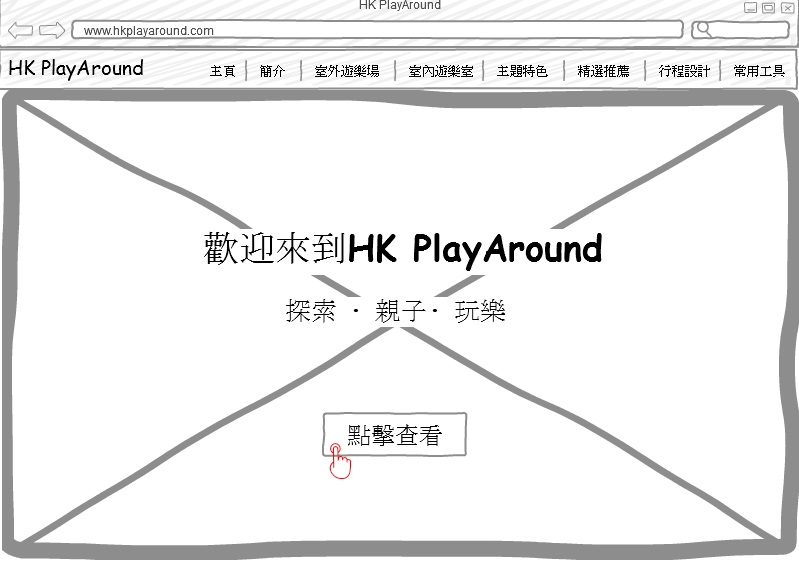 HK PlayAround
www.hkplayaround.com
HK PlayAround 主頁 簡介 室外遊樂場 室內遊樂室 主題特色 精選推薦 行程設計 常用工具
歡迎來到HK PlayAround
探索 · 親子 · 玩樂
點擊查看